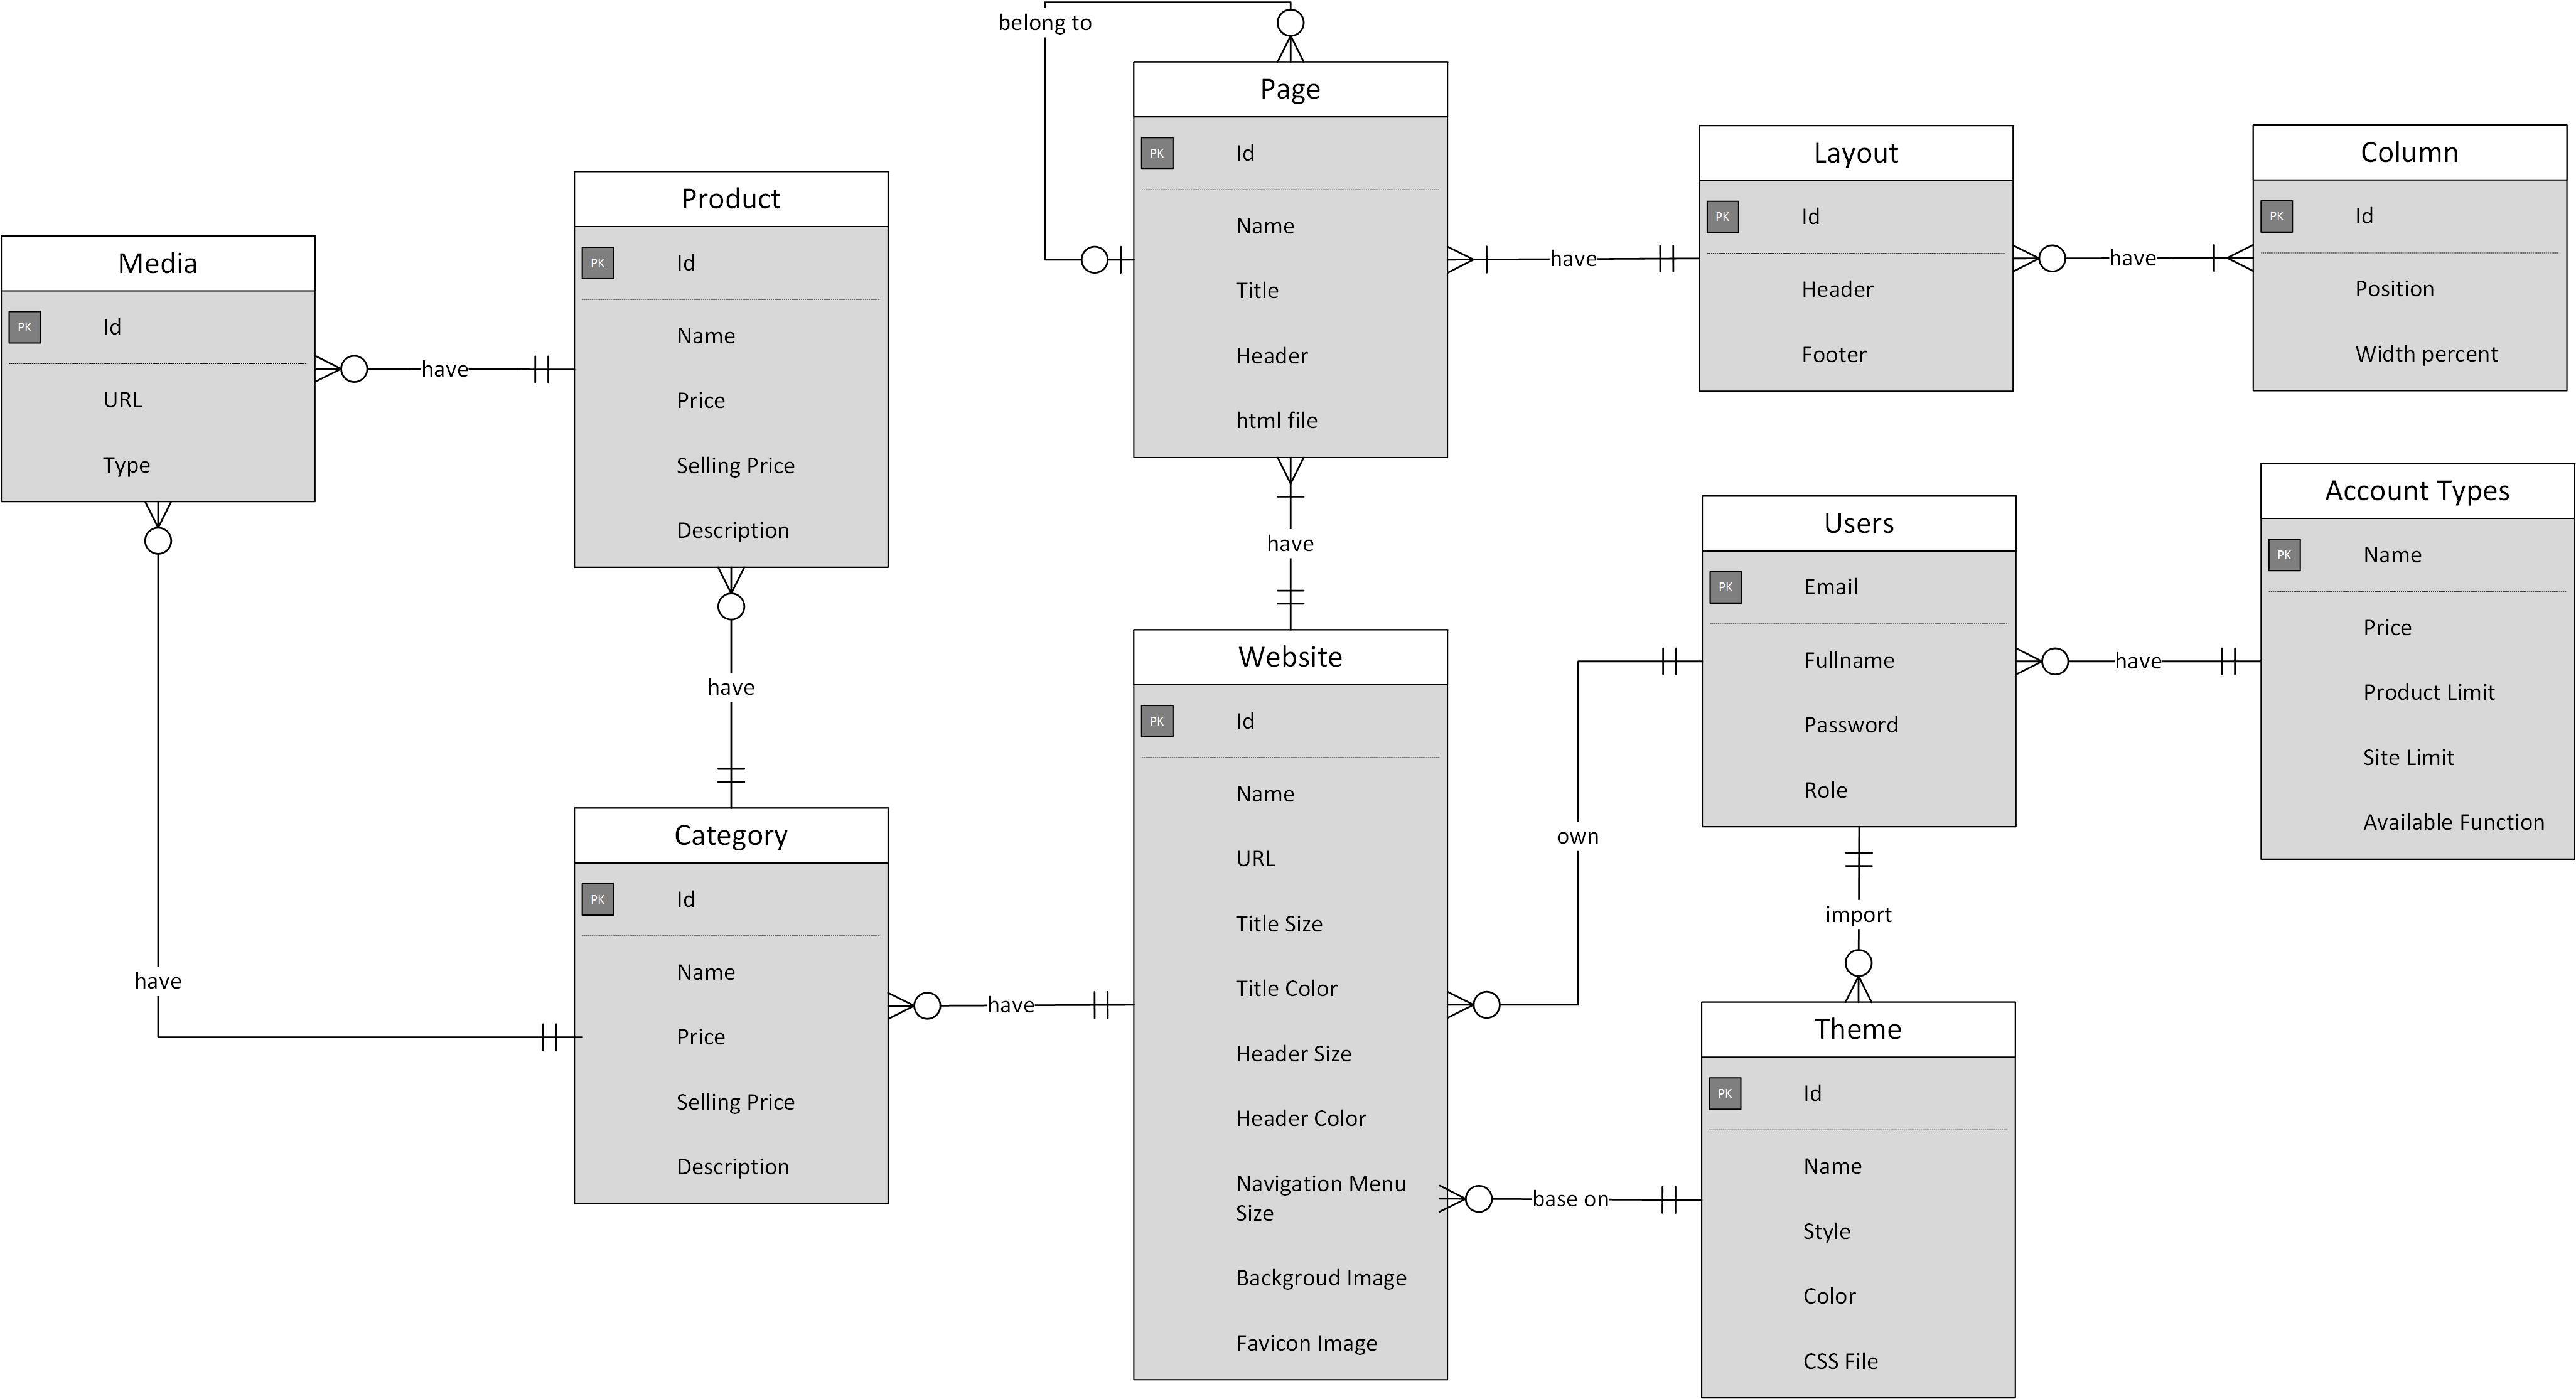 belong to
Page
PK
Id
Name
Title
Header
html file
Layout
PK
Id
Header
Footer
Column
PK
Id
Position
Width percent
have
have
Product
PK
Id
Name
Price
Selling Price
Description
Media
PK
Id
URL
Type
have
have
have
have
Category
PK
Id
Name
Price
Selling Price
Description
have
Website
PK
Id
Name
URL
Title Size
Title Color
Header Size
Header Color
Navigation Menu
Size
Backgroud Image
Favicon Image
own
base on
Users
PK
Email
Fullname
Password
Role
have
Account Types
PK
Name
Price
Product Limit
Site Limit
Available Function
import
Theme
PK
Id
Name
Style
Color
CSS File